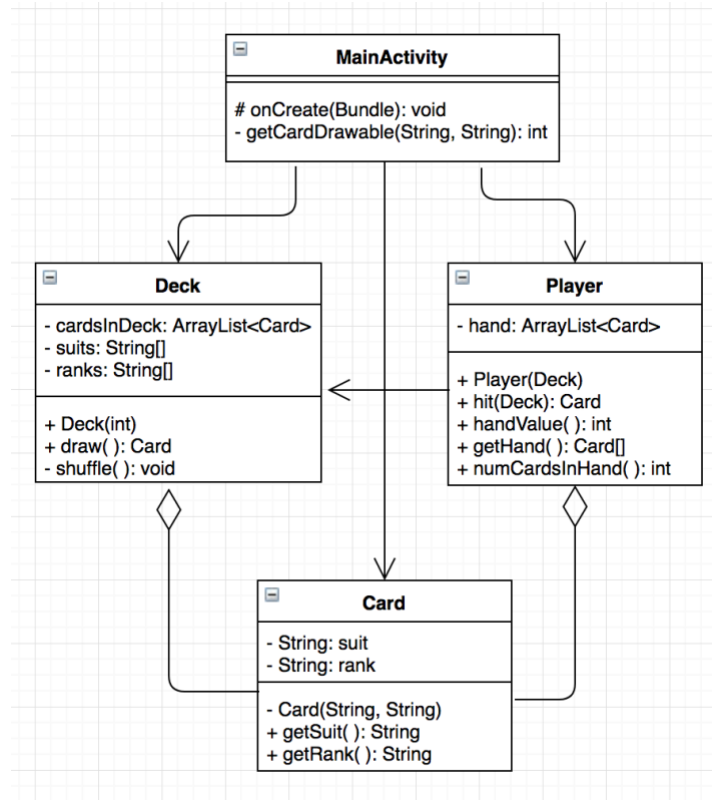 MainActivity
# onCreate(Bundle): void
- getCardDrawable(String, String): int
Deck
- cardsInDeck: ArrayList<Card>
- suits: String[]
- ranks: String[]
+ Deck(int)
+ draw( ): Card
- shuffle( ): void
Player
- hand: ArrayList<Card>
+ Player(Deck)
+ hit(Deck): Card
+ handValue( ): int
+ getHand( ): Card[]
+ numCardsInHand( ): int
Card
- String: suit
- String: rank
- Card(String, String)
+ getSuit( ): String
+ getRank( ): String